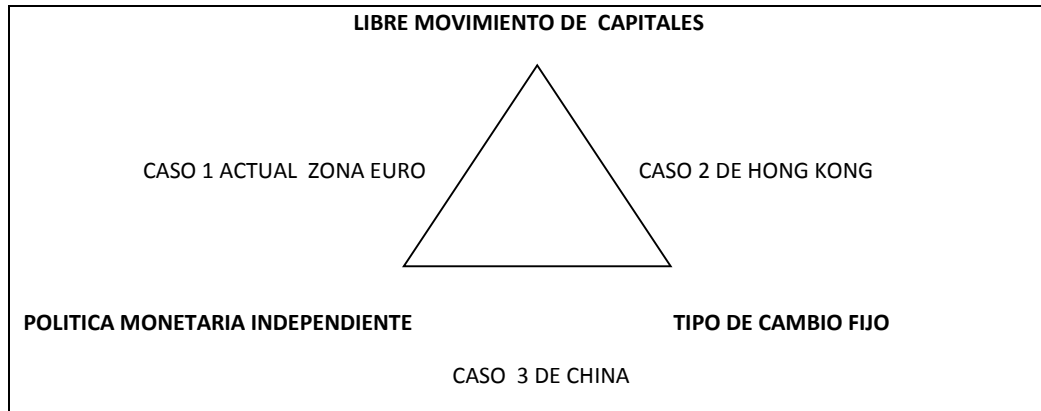 LIBRE MOVIMIENTO DE CAPITALES
CASO 1 ACTUAL ZONA EURO
CASO 2 DE HONG KONG
POLITICA MONETARIA INDEPENDIENTE
TIPO DE CAMBIO FIJO
CASO 3 DE CHINA